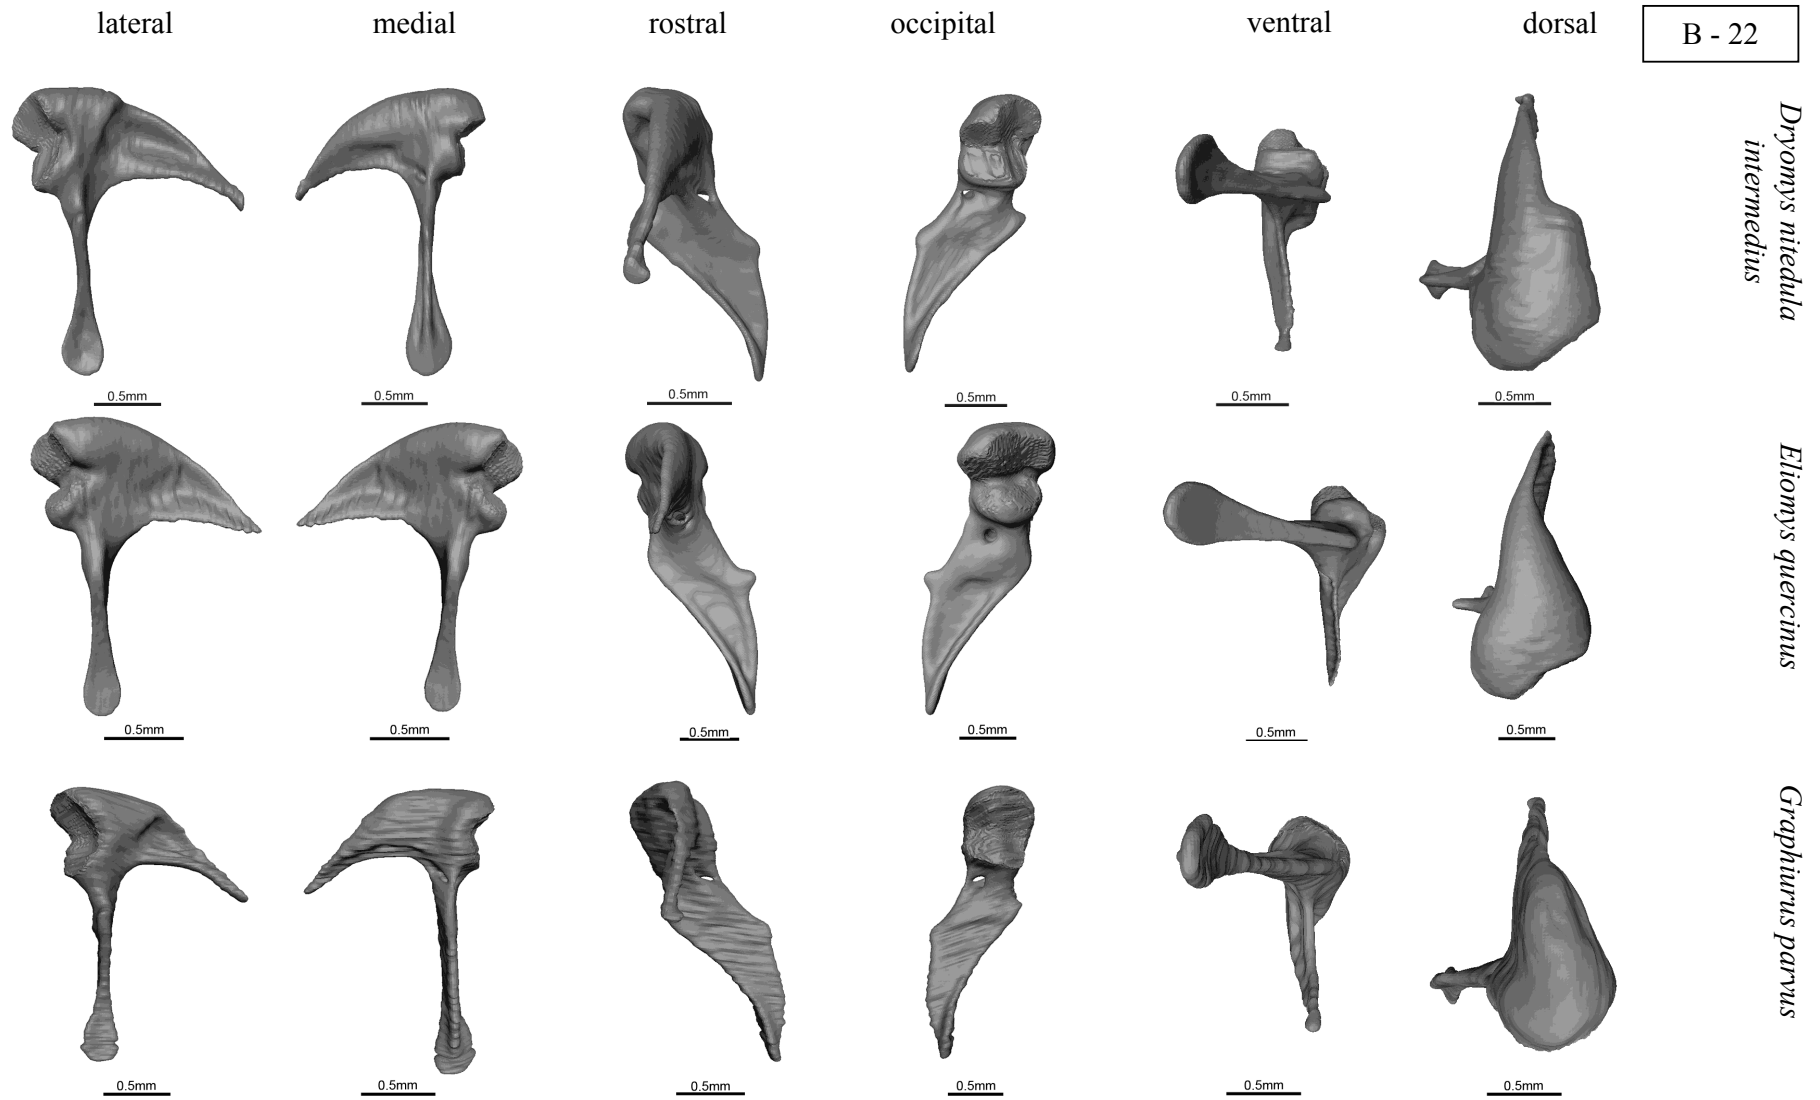 lateral medial rostral occipital ventral dorsal
B - 22
Dryomys nitedula
intermedius
0.5mm 0.5mm 0.5mm 0.5mm 0.5mm 0.5mm
Eliomys quercinus
0.5mm 0.5mm 0.5mm 0.5mm 0.5mm 0.5mm
Graphiurus parvus
0.5mm 0.5mm 0.5mm 0.5mm 0.5mm 0.5mm